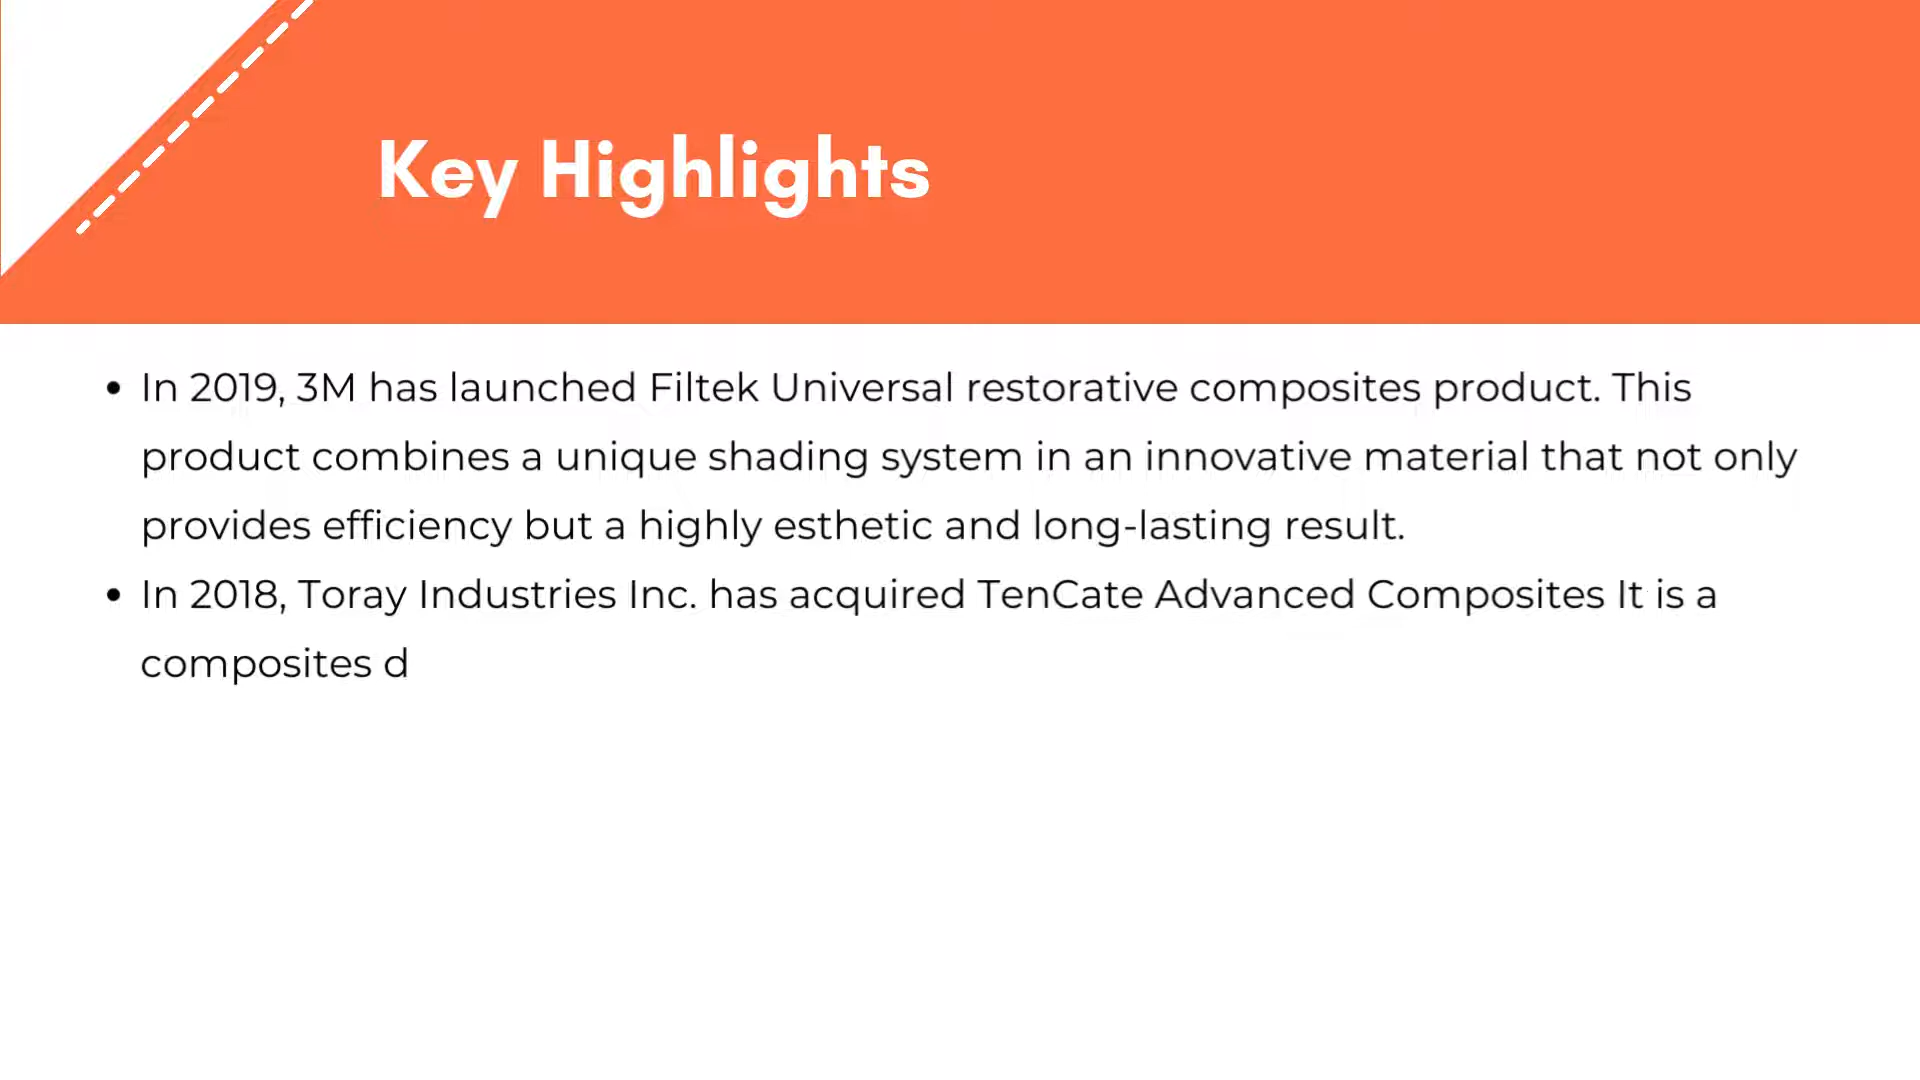 Key Highlights
• In 2019, 3M has launched Filtek Universal restorative composites product. This
product combines a unique shading system in an innovative material that not only
provides efficiency but a highly esthetic and long-lasting result.
• In 2018, Toray Industries Inc. has acquired TenCate Advanced Composites It is a
composites d